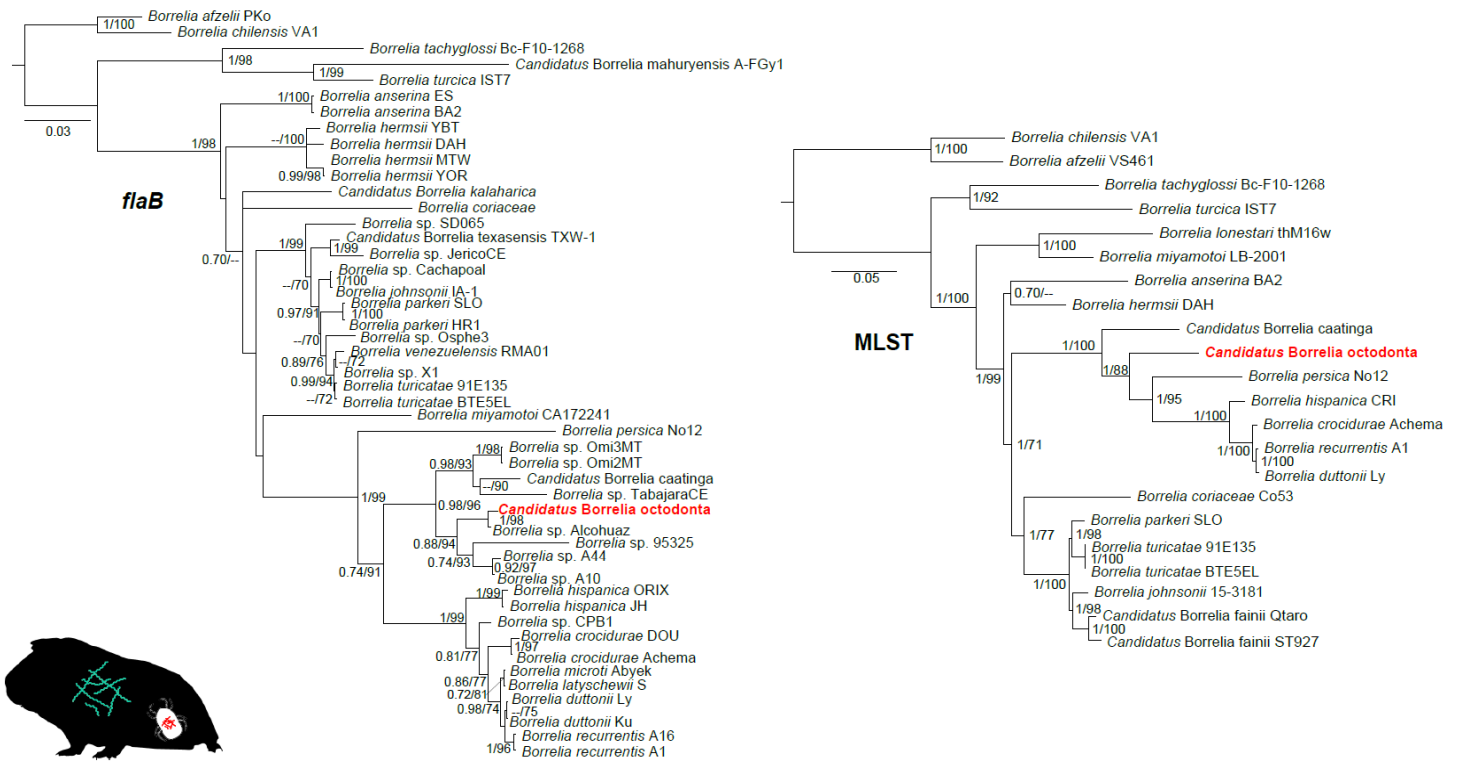 Borrelia afzelii PKo
1/100
Borrelia chilensis VA1
Borrelia tachyglossi Bc-F10-1268
1/98
Candidatus Borrelia mahuryensis A-FGy1
1/99
Borrelia turcica IST7
0.03
1/100
Borrelia anserina ES
Borrelia anserina BA2
Borrelia hermsii YBT
--/100
1/98
Borrelia hermsii DAH
Borrelia hermsii MTW
0.99/98
Borrelia hermsii YOR
flaB
Candidatus Borrelia kalaharica
Borrelia coriaceae
Borrelia sp. SD065
1/99
Candidatus Borrelia texasensis TXW-1
1/99
Borrelia sp. JericoCE
0.70/--
Borrelia sp. Cachapoal
1/100
--/70
Borrelia johnsonii IA-1
Borrelia parkeri SLO
0.97/91
1/100
Borrelia parkeri HR1
--/70
Borrelia sp. Osphe3
Borrelia venezuelensis RMA01
0.89/76
--/72
Borrelia sp. X1
0.99/94
Borrelia turicatae 91E135
--/72
Borrelia turicatae BTE5EL
Borrelia miyamotoi CA172241
Borrelia persica No12
1/98
Borrelia sp. Omi3MT
0.98/93
Borrelia sp. Omi2MT
Candidatus Borrelia caatinga
--/90
1/99
Borrelia sp. TabajaraCE
0.98/96
Candidatus Borrelia octodonta
1/98
Borrelia sp. Alcohuaz
0.88/94
Borrelia sp. 95325
0.74/93
Borrelia sp. A44
0.92/97
0.74/91
Borrelia sp. A10
1/99
Borrelia hispanica ORIX
Borrelia hispanica JH
1/99
Borrelia sp. CPB1
Borrelia crocidurae DOU
1/97
0.81/77
Borrelia crocidurae Achema
Borrelia microti Abyek
0.86/77
Borrelia latyschewii S
0.72/81
Borrelia duttonii Ly
0.98/74
--/75
Borrelia duttonii Ku
Borrelia recurrentis A16
1/96
Borrelia recurrentis A1
Borrelia chilensis VA1
1/100
Borrelia afzelii VS461
Borrelia tachyglossi Bc-F10-1268
1/92
Borrelia turcica IST7
Borrelia lonestari thM16w
1/100
Borrelia miyamotoi LB-2001
0.05
Borrelia anserina BA2
0.70/--
1/100
Borrelia hermsii DAH
MLST
Candidatus Borrelia caatinga
1/100
Candidatus Borrelia octodonta
1/88
1/99
Borrelia persica No12
1/95
Borrelia hispanica CRI
1/100
Borrelia crocidurae Achema
1/71
1/100
Borrelia recurrentis A1
1/100
Borrelia duttonii Ly
Borrelia coriaceae Co53
Borrelia parkeri SLO
1/77
1/98
Borrelia turicatae 91E135
1/100
Borrelia turicatae BTE5EL
1/100
Borrelia johnsonii 15-3181
1/98
Candidatus Borrelia fainii Qtaro
1/100
Candidatus Borrelia fainii ST927